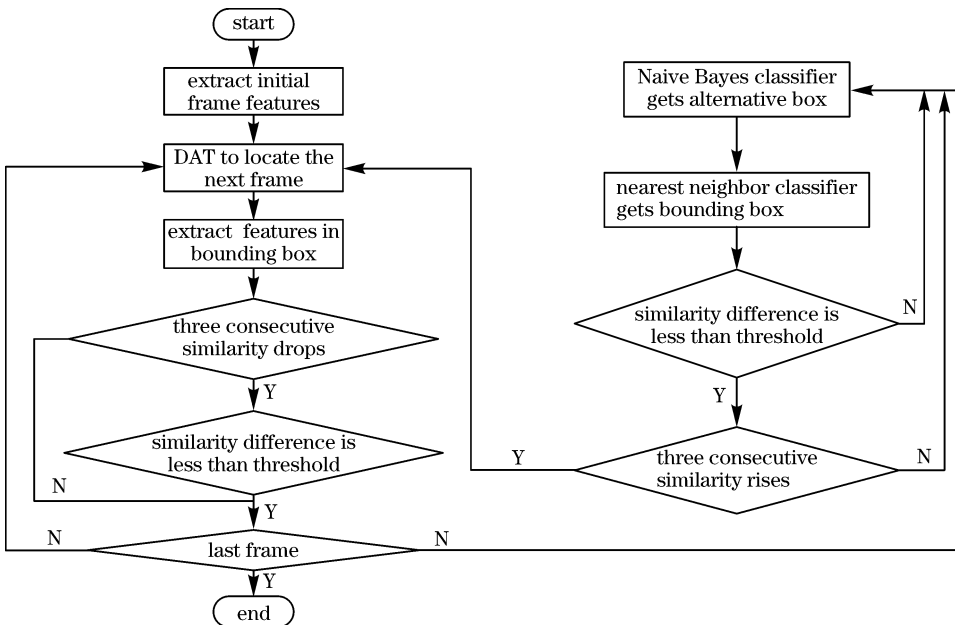 start
extract initial
frame features
DAT to locate the
next frame
extract features in
bounding box
three consecutive
similarity drops
Y
similarity difference is
less than threshold
N
Y
N
last frame
N
Y
end
Naive Bayes classifier
gets alternative box
nearest neighbor classifier
gets bounding box
similarity difference is
less than threshold
N
Y
Y
three consecutive
similarity rises
N